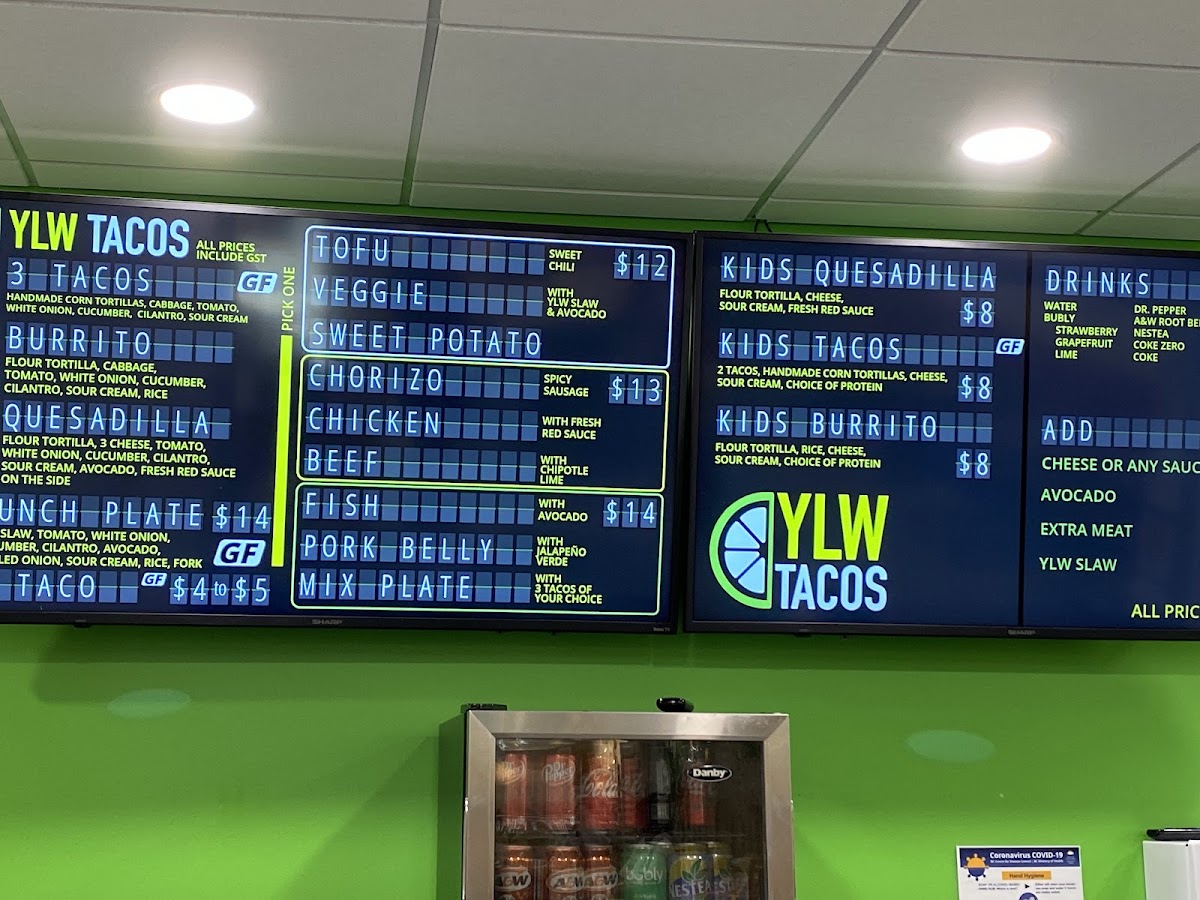 YLW TACOS
ALL PRICES
INCLUDE GST
3 TACOS GF
HANDMADE CORN TORTILLAS, CABBAGE, TOMATO,
WHITE ONION, CUCUMBER, CILANTRO, SOUR CREAM
BURRITO
FLOUR TORTILLA, CABBAGE,
TOMATO, WHITE ONION, CUCUMBER,
CILANTRO, SOUR CREAM, RICE
QUESADILLA
FLOUR TORTILLA, 3 CHEESE, TOMATO,
WHITE ONION, CUCUMBER, CILANTRO,
SOUR CREAM, AVOCADO, FRESH RED SAUCE
ON THE SIDE
UNCH PLATE $14
SLAW, TOMATO, WHITE ONION,
UMBER, CILANTRO, AVOCADO,
LED ONION, SOUR CREAM, RICE, FORK
GF
TACO GF $4 to $5
PICK ONE
TOFU SWEET CHILI $12
VEGGIE WITH YLW SLAW & AVOCADO
SWEET POTATO
CHORIZO SPICY SAUSAGE $13
CHICKEN WITH FRESH RED SAUCE
BEEF WITH CHIPOTLE LIME
FISH WITH AVOCADO $14
PORK BELLY WITH JALAPEÑO VERDE
MIX PLATE WITH 3 TACOS OF YOUR CHOICE
SHARP
KIDS QUESADILLA
FLOUR TORTILLA, CHEESE,
SOUR CREAM, FRESH RED SAUCE
$8
KIDS TACOS GF
2 TACOS, HANDMADE CORN TORTILLAS, CHEESE,
SOUR CREAM, CHOICE OF PROTEIN
$8
KIDS BURRITO
FLOUR TORTILLA, RICE, CHEESE,
SOUR CREAM, CHOICE OF PROTEIN
$8
YLW
TACOS
DRINKS
WATER
BUBLY
STRAWBERRY
GRAPEFRUIT
LIME
DR. PEPPER
A&W ROOT BE
NESTEA
COKE ZERO
COKE
ADD
CHEESE OR ANY SAUC
AVOCADO
EXTRA MEAT
YLW SLAW
ALL PRIC
SHARP
Danby
Dr Pepper
Coca-Cola
A&W
A&W
bubly
NESTEA
Coronavirus COVID-19
Hand Hygiene